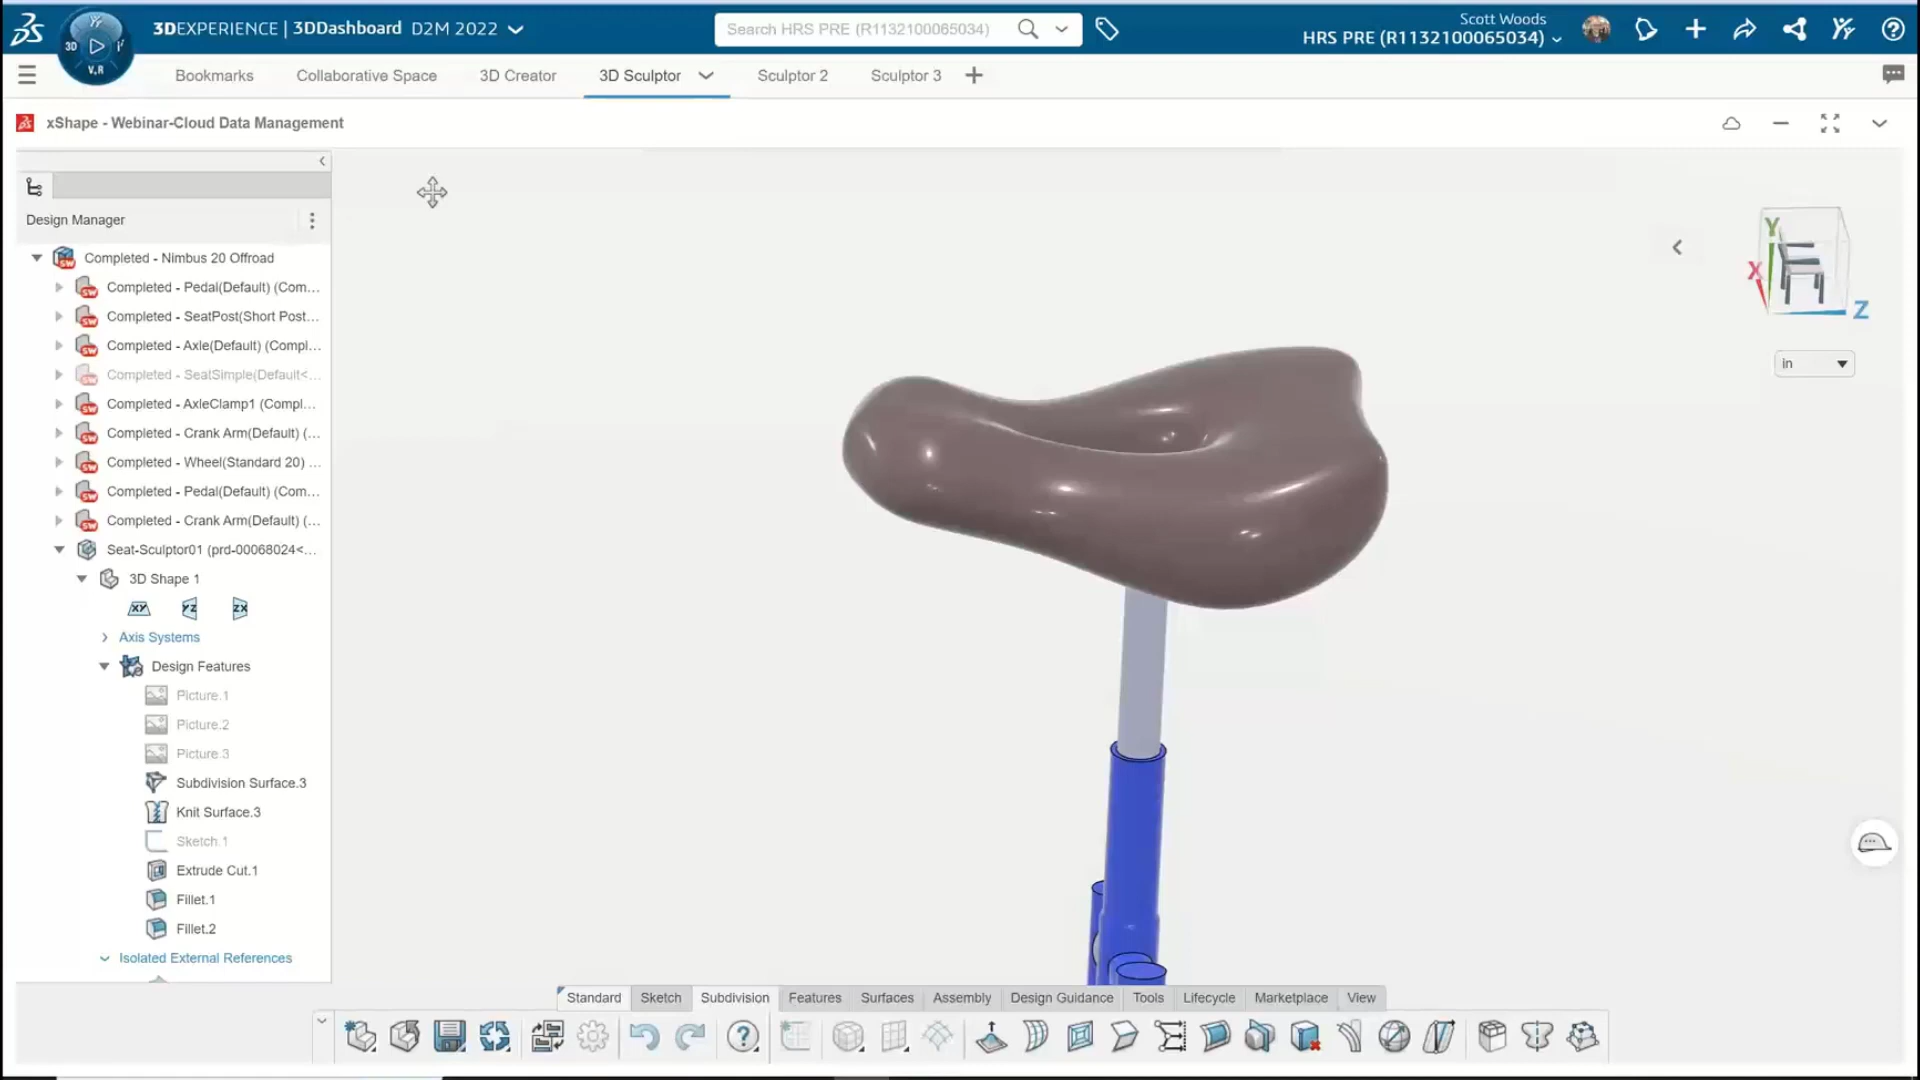 3DEXPERIENCE | 3DDashboard D2M 2022
Search HRS PRE (R1132100065034)
Scott Woods
HRS PRE (R1132100065034)
3D
V,R
Bookmarks
Collaborative Space
3D Creator
3D Sculptor
Sculptor 2
Sculptor 3
xShape - Webinar-Cloud Data Management
Design Manager
Completed - Nimbus 20 Offroad
Completed - Pedal(Default) (Com...
Completed - SeatPost(Short Post...
Completed - Axle(Default) (Compl...
Completed - SeatSimple(Default<...
Completed - AxleClamp1 (Compl...
Completed - Crank Arm(Default) (...
Completed - Wheel(Standard 20) ...
Completed - Pedal(Default) (Com...
Completed - Crank Arm(Default) (...
Seat-Sculptor01 (prd-00068024<...
3D Shape 1
XY YZ ZX
Axis Systems
Design Features
Picture.1
Picture.2
Picture.3
Subdivision Surface.3
Knit Surface.3
Sketch.1
Extrude Cut.1
Fillet.1
Fillet.2
Isolated External References
Y
X
Z
in
Standard Sketch Subdivision Features Surfaces Assembly Design Guidance Tools Lifecycle Marketplace View